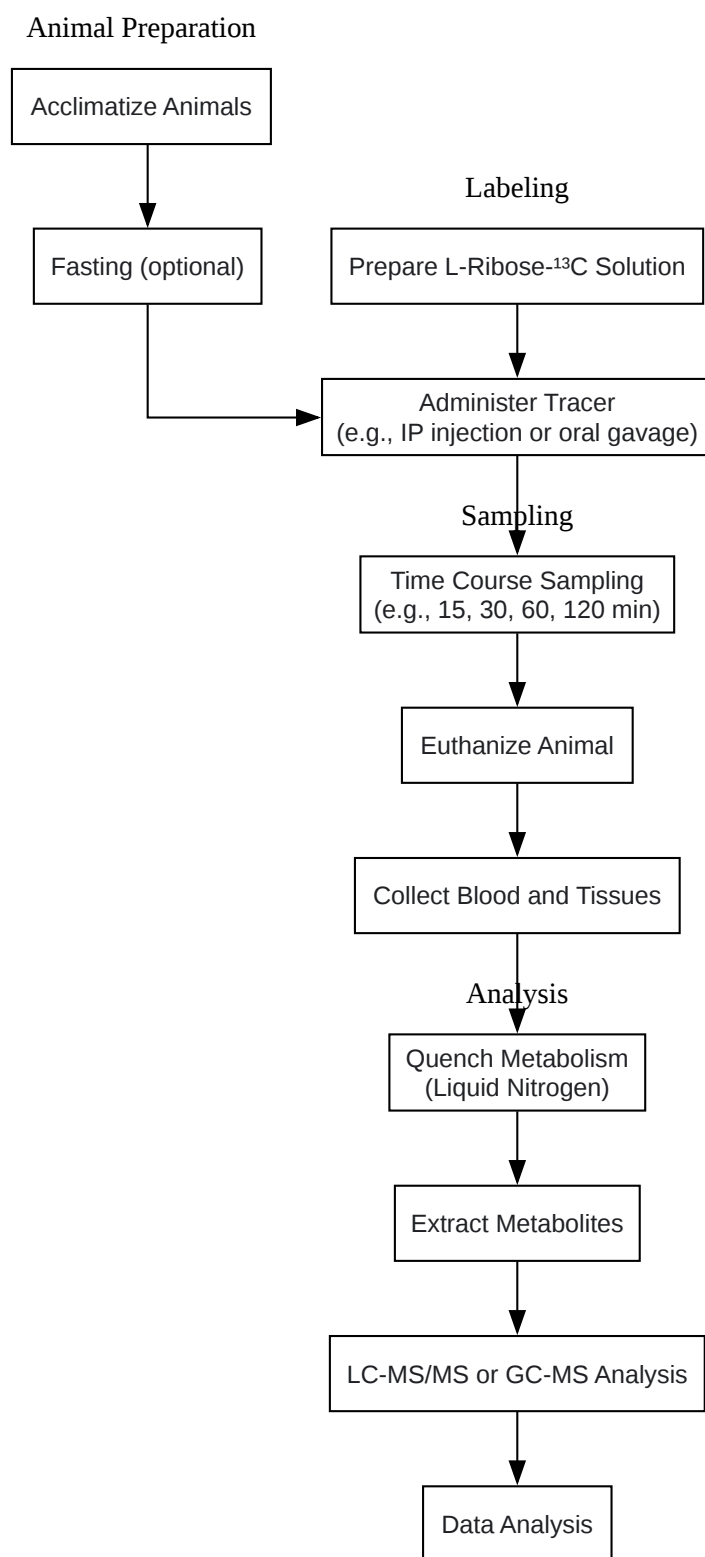 Animal Preparation
Acclimatize Animals
Fasting (optional)
Labeling
Prepare L-Ribose-¹³C Solution
Administer Tracer
(e.g., IP injection or oral gavage)
Sampling
Time Course Sampling
(e.g., 15, 30, 60, 120 min)
Euthanize Animal
Collect Blood and Tissues
Analysis
Quench Metabolism
(Liquid Nitrogen)
Extract Metabolites
LC-MS/MS or GC-MS Analysis
Data Analysis